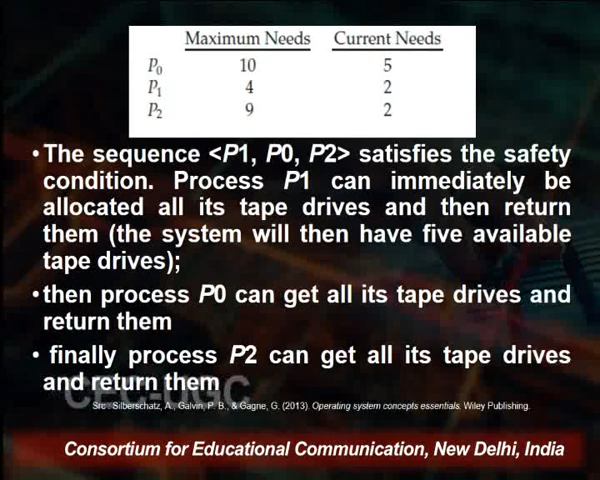 Maximum Needs Current Needs
P0 10 5
P1 4 2
P2 9 2
• The sequence <P1, P0, P2> satisfies the safety
condition. Process P1 can immediately be
allocated all its tape drives and then return
them (the system will then have five available
tape drives);
• then process P0 can get all its tape drives and
return them
• finally process P2 can get all its tape drives
and return them
CEC-UGC
Src : Silberschatz, A., Galvin, P. B., & Gagne, G. (2013). Operating system concepts essentials. Wiley Publishing.
Consortium for Educational Communication, New Delhi, India